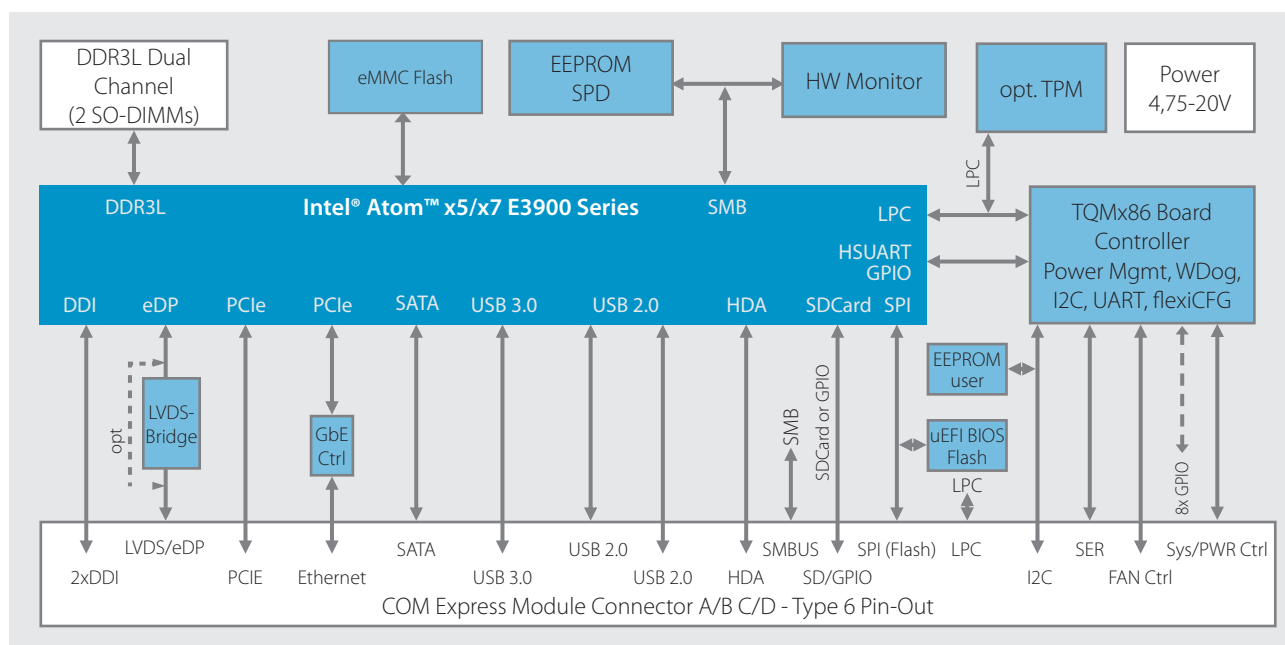 DDR3L Dual
Channel
(2 SO-DIMMs)
eMMC Flash
EEPROM
SPD
HW Monitor
opt. TPM
Power
4,75-20V
LPC
DDR3L
Intel® Atom™ x5/x7 E3900 Series
SMB
LPC
HSUART
GPIO
TQMx86 Board
Controller
Power Mgmt, WDog,
I2C, UART, flexiCFG
DDI
eDP
PCIe
PCIe
SATA
USB 3.0
USB 2.0
HDA
SDCard
SPI
opt
LVDS-
Bridge
GbE
Ctrl
SMB
SDCard or GPIO
EEPROM
user
uEFI BIOS
Flash
LPC
8x GPIO
2xDDI
LVDS/eDP
PCIE
Ethernet
SATA
USB 3.0
USB 2.0
USB 2.0
HDA
SMBUS
SD/GPIO
SPI (Flash)
LPC
I2C
SER
FAN Ctrl
Sys/PWR Ctrl
COM Express Module Connector A/B C/D - Type 6 Pin-Out